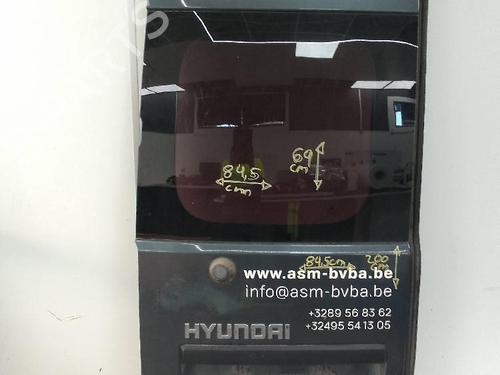 84,5
cm
69
cm
84,5cm
200
cm
www.asm-bvba.be
info@asm-bvba.be
+3289 56 83 62
+32495 54 13 05
HYUNDAI